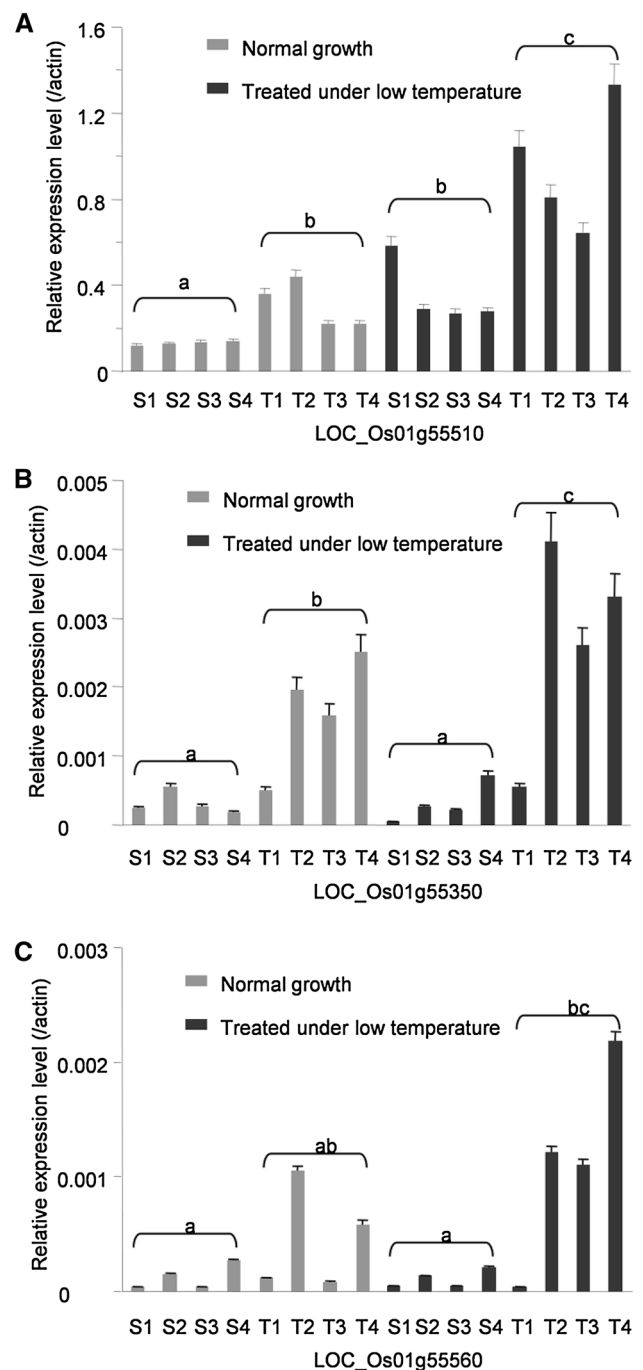 A
Relative expression level (/actin)
1.6
1.2
0.8
0.4
0
Normal growth
Treated under low temperature
a
b
b
c
S1 S2 S3 S4 T1 T2 T3 T4 S1 S2 S3 S4 T1 T2 T3 T4
LOC_Os01g55510
B
Relative expression level (/actin)
0.005
0.004
0.003
0.002
0.001
0
Normal growth
Treated under low temperature
a
b
a
c
S1 S2 S3 S4 T1 T2 T3 T4 S1 S2 S3 S4 T1 T2 T3 T4
LOC_Os01g55350
C
Relative expression level (/actin)
0.003
0.002
0.001
0
Normal growth
Treated under low temperature
a
ab
a
bc
S1 S2 S3 S4 T1 T2 T3 T4 S1 S2 S3 S4 T1 T2 T3 T4
LOC_Os01g55560